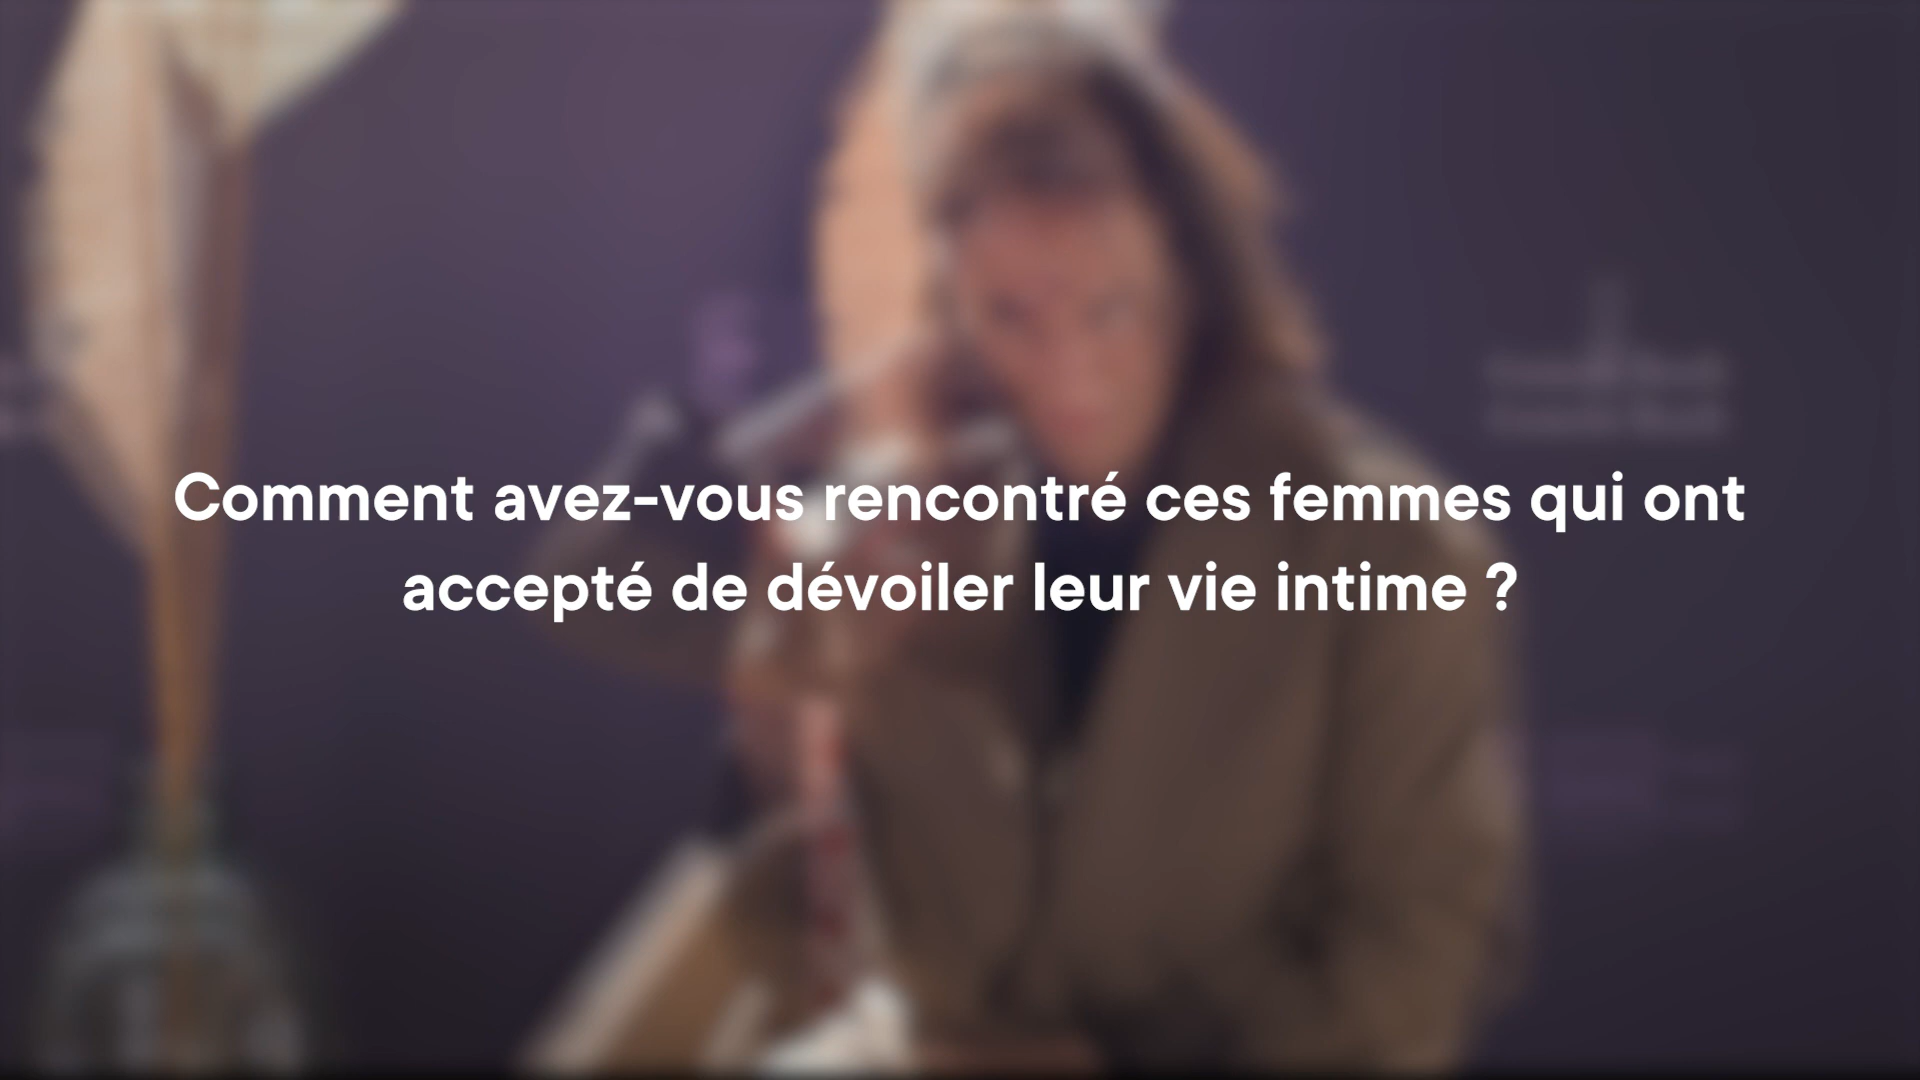 Comment avez-vous rencontré ces femmes qui ont
accepté de dévoiler leur vie intime ?